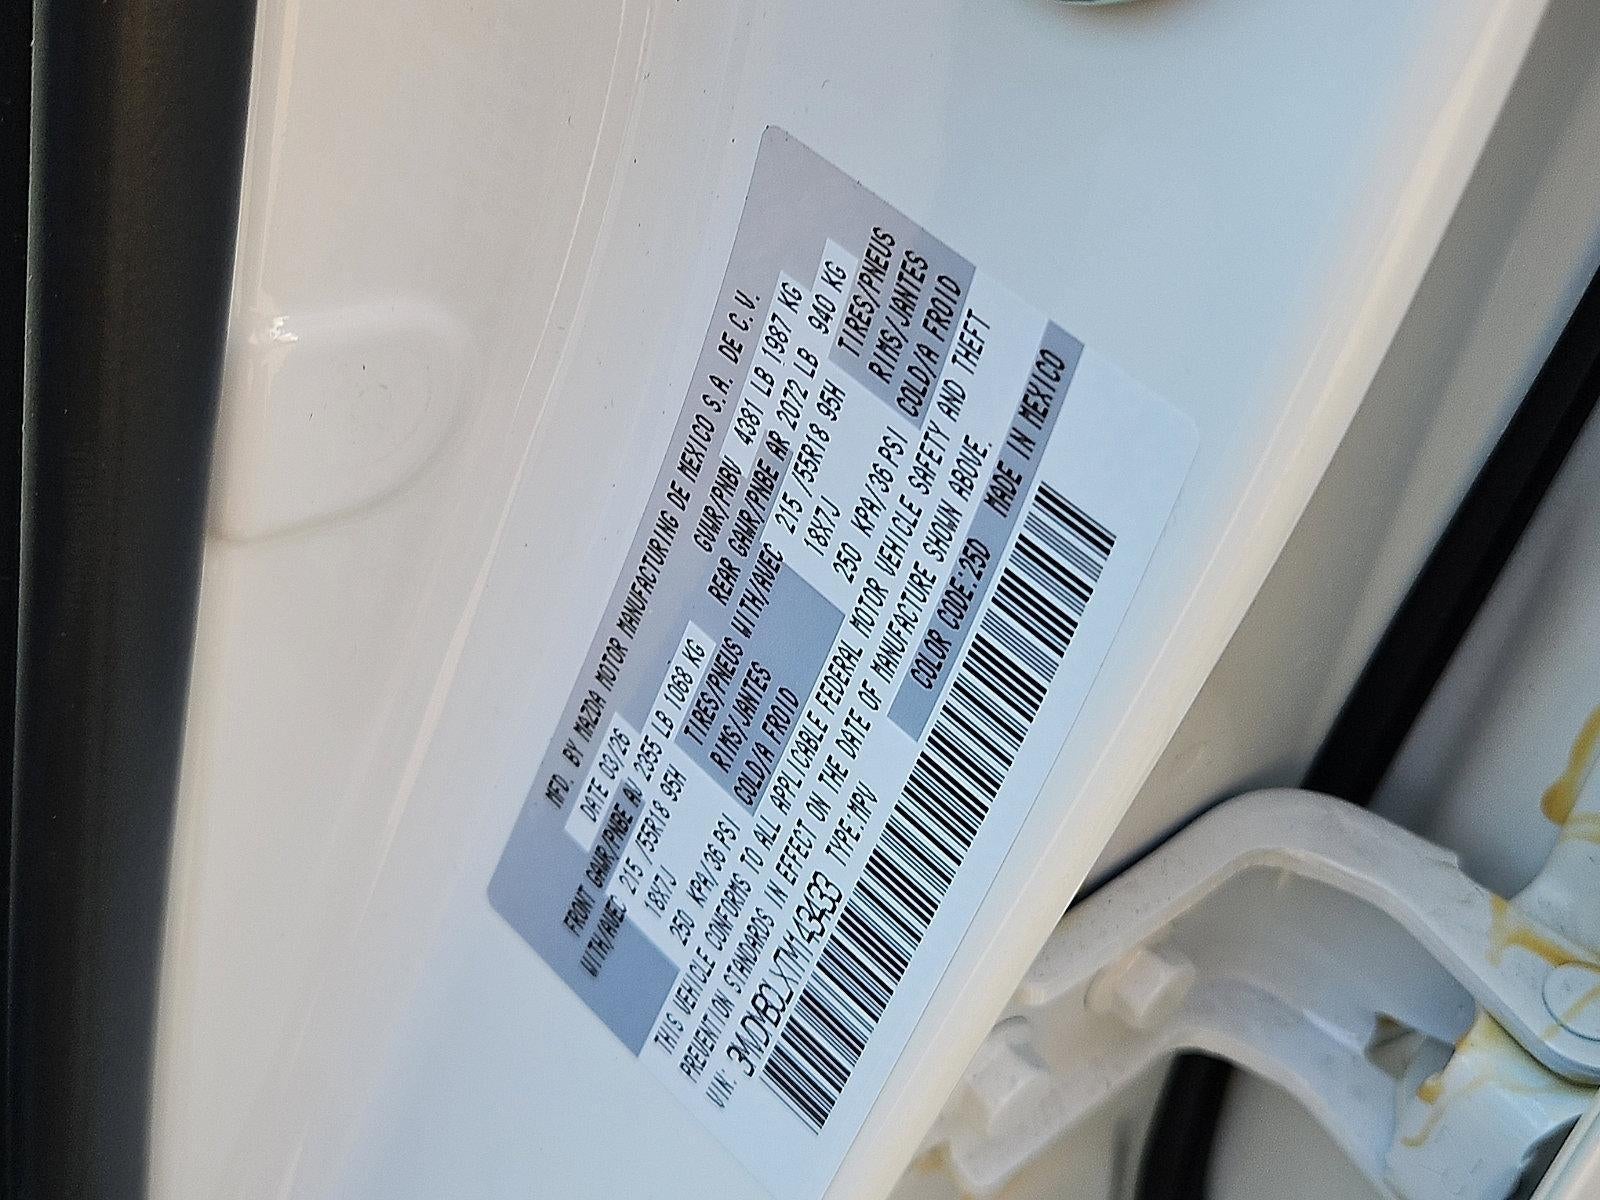 MFD. BY MAZDA MOTOR MANUFACTURING DE MEXICO S.A. DE C.V.
DATE 03/26 GVWR/PNBV 4381 LB 1987 KG
FRONT GAWR/PNBE AV 2355 LB 1068 KG REAR GAWR/PNBE AR 2072 LB 940 KG
WITH/AVEC 215 /55R18 95H TIRES/PNEUS WITH/AVEC 215 /55R18 95H TIRES/PNEUS
18X7J RIMS/JANTES 18X7J RIMS/JANTES
250 KPA/36 PSI COLD/A FROID 250 KPA/36 PSI COLD/A FROID
THIS VEHICLE CONFORMS TO ALL APPLICABLE FEDERAL MOTOR VEHICLE SAFETY AND THEFT
PREVENTION STANDARDS IN EFFECT ON THE DATE OF MANUFACTURE SHOWN ABOVE.
VIN: TYPE:MPV COLOR CODE:25D MADE IN MEXICO